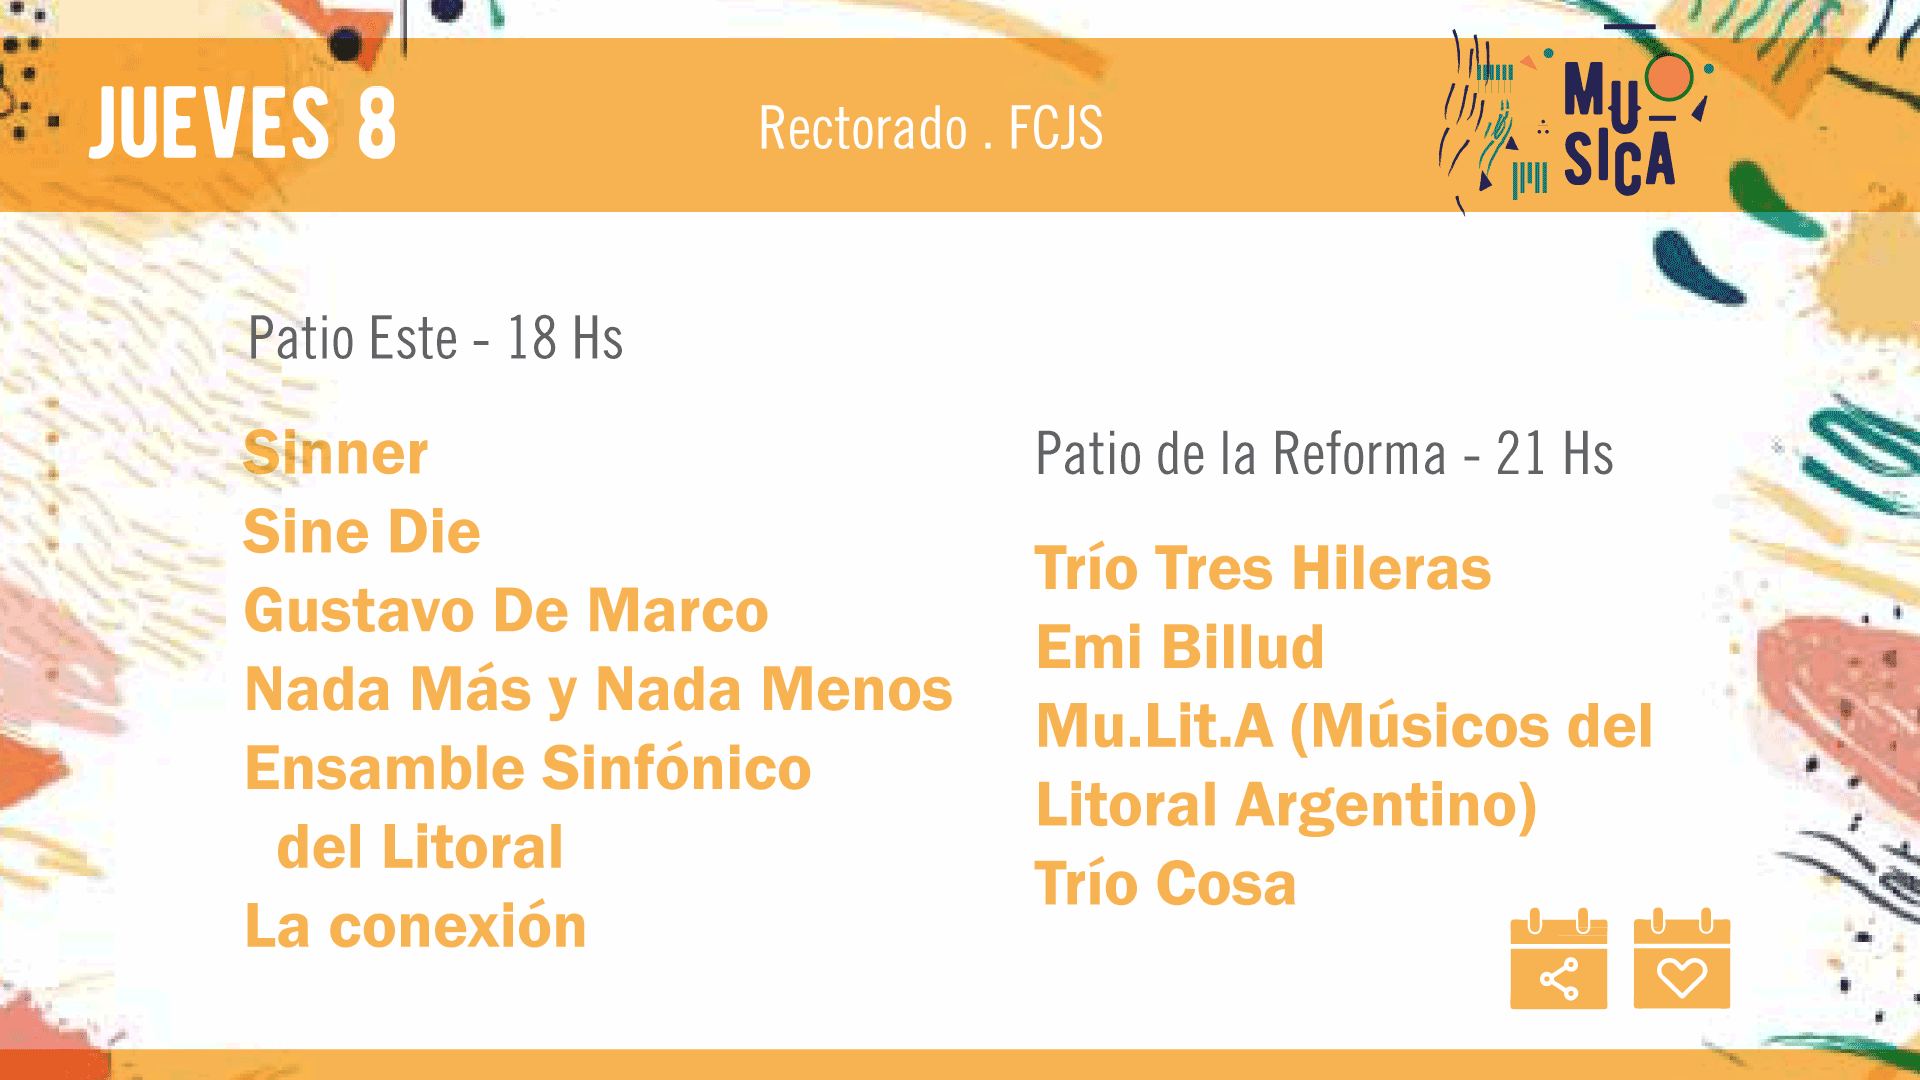 JUEVES 8
Rectorado . FCJS
MU
SICA
Patio Este - 18 Hs
Sinner
Sine Die
Gustavo De Marco
Nada Más y Nada Menos
Ensamble Sinfónico
del Litoral
La conexión
Patio de la Reforma - 21 Hs
Trío Tres Hileras
Emi Billud
Mu.Lit.A (Músicos del
Litoral Argentino)
Trío Cosa